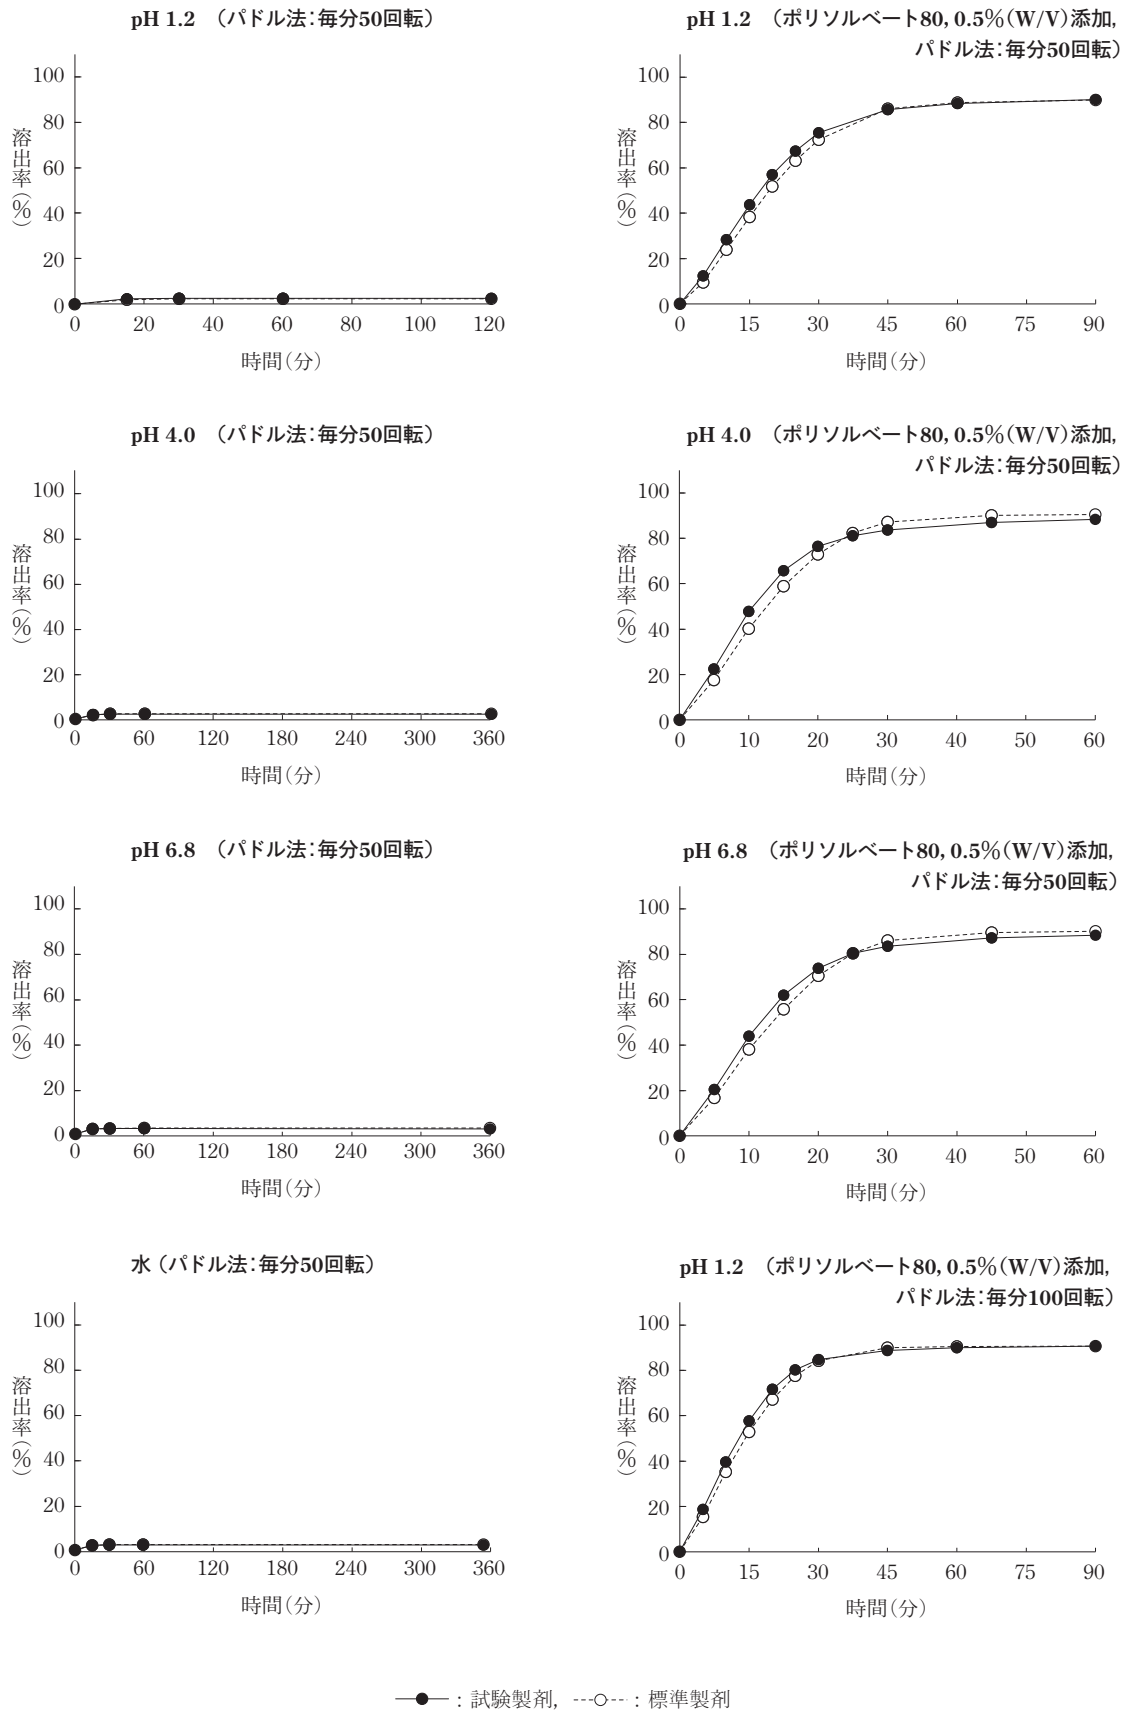 pH 1.2 （パドル法：毎分50回転）
100
80
60
40
20
0
溶出率(%)
0 20 40 60 80 100 120
時間(分)
pH 1.2 （ポリソルベート80, 0.5%(W/V)添加,
パドル法：毎分50回転）
100
80
60
40
20
0
溶出率(%)
0 15 30 45 60 75 90
時間(分)
pH 4.0 （パドル法：毎分50回転）
100
80
60
40
20
0
溶出率(%)
0 60 120 180 240 300 360
時間(分)
pH 4.0 （ポリソルベート80, 0.5%(W/V)添加,
パドル法：毎分50回転）
100
80
60
40
20
0
溶出率(%)
0 10 20 30 40 50 60
時間(分)
pH 6.8 （パドル法：毎分50回転）
100
80
60
40
20
0
溶出率(%)
0 60 120 180 240 300 360
時間(分)
pH 6.8 （ポリソルベート80, 0.5%(W/V)添加,
パドル法：毎分50回転）
100
80
60
40
20
0
溶出率(%)
0 10 20 30 40 50 60
時間(分)
水（パドル法：毎分50回転）
100
80
60
40
20
0
溶出率(%)
0 60 120 180 240 300 360
時間(分)
pH 1.2 （ポリソルベート80, 0.5%(W/V)添加,
パドル法：毎分100回転）
100
80
60
40
20
0
溶出率(%)
0 15 30 45 60 75 90
時間(分)
：試験製剤, ：標準製剤